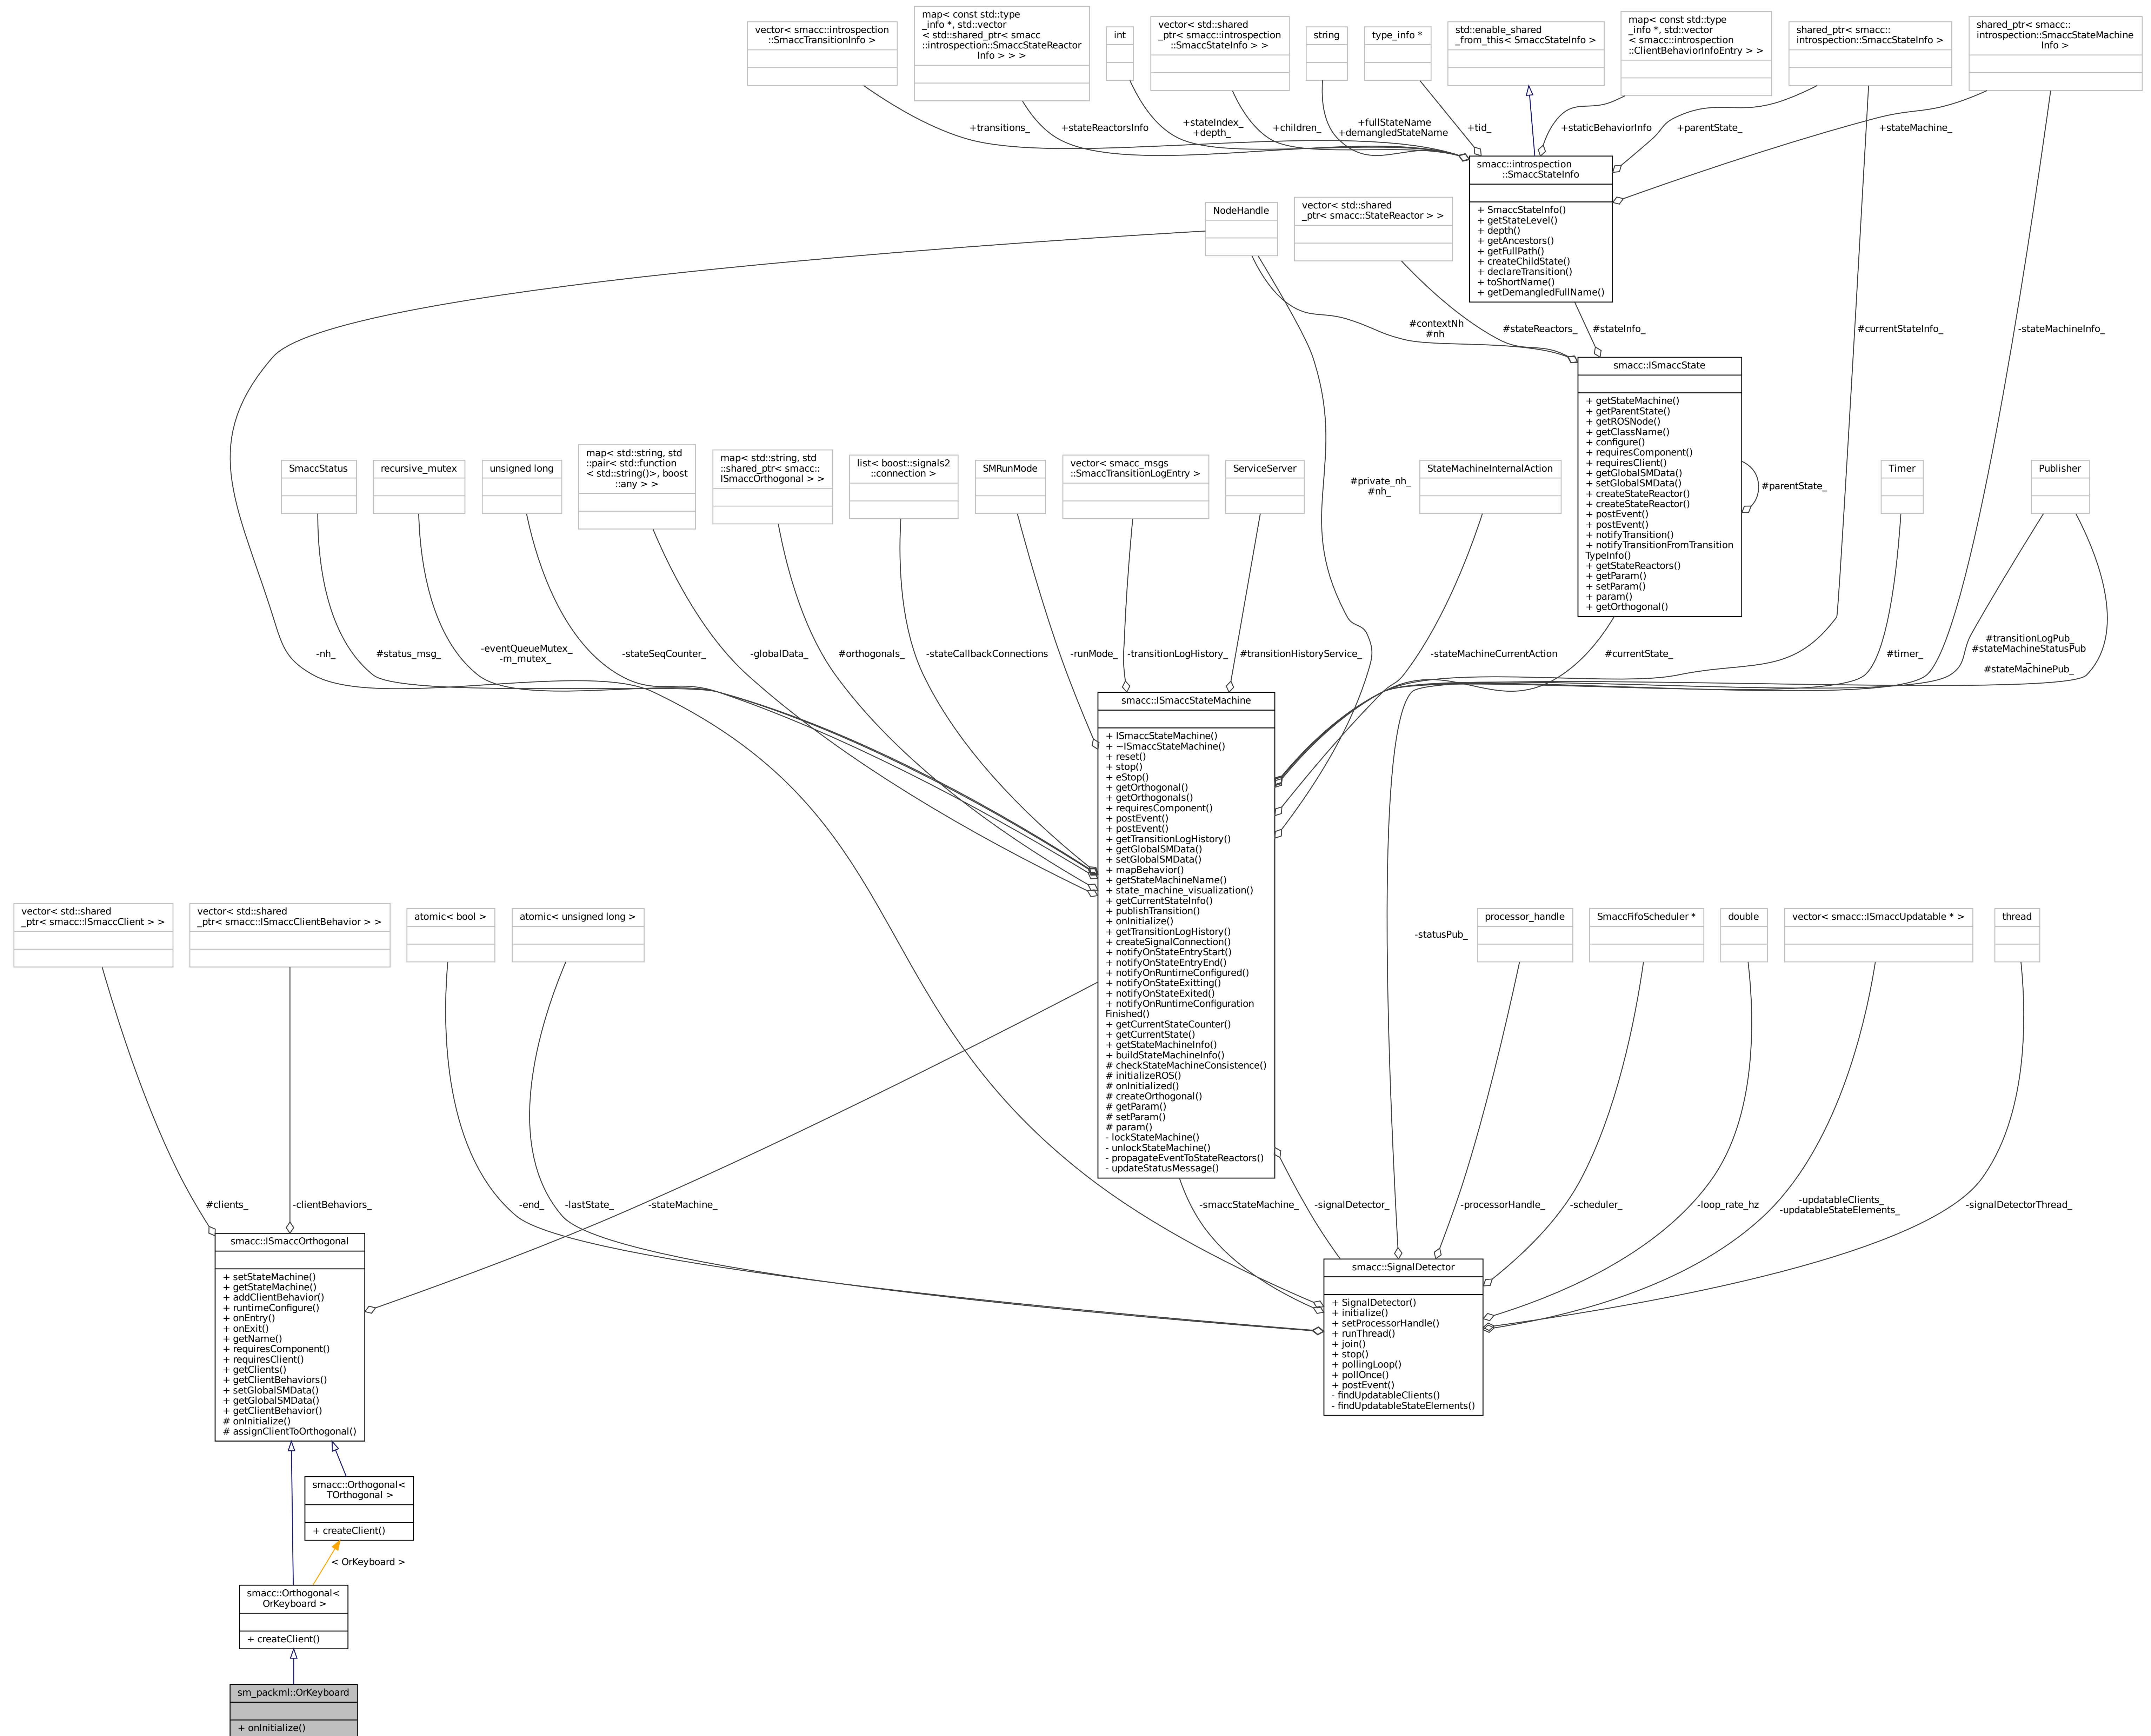 vector< smacc::introspection
::SmaccTransitionInfo >
map< const std::type
_info *, std::vector
< std::shared_ptr< smacc
::introspection::SmaccStateReactor
Info > > >
int
vector< std::shared
_ptr< smacc::introspection
::SmaccStateInfo > >
string
type_info *
std::enable_shared
_from_this< SmaccStateInfo >
map< const std::type
_info *, std::vector
< smacc::introspection
::ClientBehaviorInfoEntry > >
shared_ptr< smacc::
introspection::SmaccStateInfo >
shared_ptr< smacc::
introspection::SmaccStateMachine
Info >
+transitions_
+stateReactorsInfo
+stateIndex_
+depth_
+children_
+fullStateName
+demangledStateName
+tid_
+staticBehaviorInfo
+parentState_
+stateMachine_
smacc::introspection
::SmaccStateInfo
+ SmaccStateInfo()
+ getStateLevel()
+ depth()
+ getAncestors()
+ getFullPath()
+ createChildState()
+ declareTransition()
+ toShortName()
+ getDemangledFullName()
NodeHandle
vector< std::shared
_ptr< smacc::StateReactor > >
#contextNh
#nh
#stateReactors_
#stateInfo_
#currentStateInfo_
-stateMachineInfo_
smacc::ISmaccState
+ getStateMachine()
+ getParentState()
+ getROSNode()
+ getClassName()
+ configure()
+ requiresComponent()
+ requiresClient()
+ getGlobalSMData()
+ setGlobalSMData()
+ createStateReactor()
+ createStateReactor()
+ postEvent()
+ postEvent()
+ notifyTransition()
+ notifyTransitionFromTransition
TypeInfo()
+ getStateReactors()
+ getParam()
+ setParam()
+ param()
+ getOrthogonal()
#parentState_
SmaccStatus
recursive_mutex
unsigned long
map< std::string, std
::pair< std::function
< std::string()>, boost
::any > >
map< std::string, std
::shared_ptr< smacc::
ISmaccOrthogonal > >
list< boost::signals2
::connection >
SMRunMode
vector< smacc_msgs
::SmaccTransitionLogEntry >
ServiceServer
#private_nh_
#nh_
StateMachineInternalAction
Timer
Publisher
-nh_
#status_msg_
-eventQueueMutex_
-m_mutex_
-stateSeqCounter_
-globalData_
#orthogonals_
-stateCallbackConnections
-runMode_
-transitionLogHistory_
#transitionHistoryService_
-stateMachineCurrentAction
#currentState_
#timer_
#transitionLogPub_
#stateMachineStatusPub
_
#stateMachinePub_
smacc::ISmaccStateMachine
+ ISmaccStateMachine()
+ ~ISmaccStateMachine()
+ reset()
+ stop()
+ eStop()
+ getOrthogonal()
+ getOrthogonals()
+ requiresComponent()
+ postEvent()
+ postEvent()
+ getTransitionLogHistory()
+ getGlobalSMData()
+ setGlobalSMData()
+ mapBehavior()
+ getStateMachineName()
+ state_machine_visualization()
+ getCurrentStateInfo()
+ publishTransition()
+ onInitialize()
+ getTransitionLogHistory()
+ createSignalConnection()
+ notifyOnStateEntryStart()
+ notifyOnStateEntryEnd()
+ notifyOnRuntimeConfigured()
+ notifyOnStateExitting()
+ notifyOnStateExited()
+ notifyOnRuntimeConfiguration
Finished()
+ getCurrentStateCounter()
+ getCurrentState()
+ getStateMachineInfo()
+ buildStateMachineInfo()
# checkStateMachineConsistence()
# initializeROS()
# onInitialized()
# createOrthogonal()
# getParam()
# setParam()
# param()
- lockStateMachine()
- unlockStateMachine()
- propagateEventToStateReactors()
- updateStatusMessage()
vector< std::shared
_ptr< smacc::ISmaccClient > >
vector< std::shared
_ptr< smacc::ISmaccClientBehavior > >
atomic< bool >
atomic< unsigned long >
-statusPub_
processor_handle
SmaccFifoScheduler *
double
vector< smacc::ISmaccUpdatable * >
thread
#clients_
-clientBehaviors_
-end_
-lastState_
-stateMachine_
-smaccStateMachine_
-signalDetector_
-processorHandle_
-scheduler_
-loop_rate_hz
-updatableClients_
-updatableStateElements_
-signalDetectorThread_
smacc::ISmaccOrthogonal
+ setStateMachine()
+ getStateMachine()
+ addClientBehavior()
+ runtimeConfigure()
+ onEntry()
+ onExit()
+ getName()
+ requiresComponent()
+ requiresClient()
+ getClients()
+ getClientBehaviors()
+ setGlobalSMData()
+ getGlobalSMData()
+ getClientBehavior()
# onInitialize()
# assignClientToOrthogonal()
smacc::SignalDetector
+ SignalDetector()
+ initialize()
+ setProcessorHandle()
+ runThread()
+ join()
+ stop()
+ pollingLoop()
+ pollOnce()
+ postEvent()
- findUpdatableClients()
- findUpdatableStateElements()
smacc::Orthogonal<
TOrthogonal >
+ createClient()
< OrKeyboard >
smacc::Orthogonal<
OrKeyboard >
+ createClient()
sm_packml::OrKeyboard
+ onInitialize()